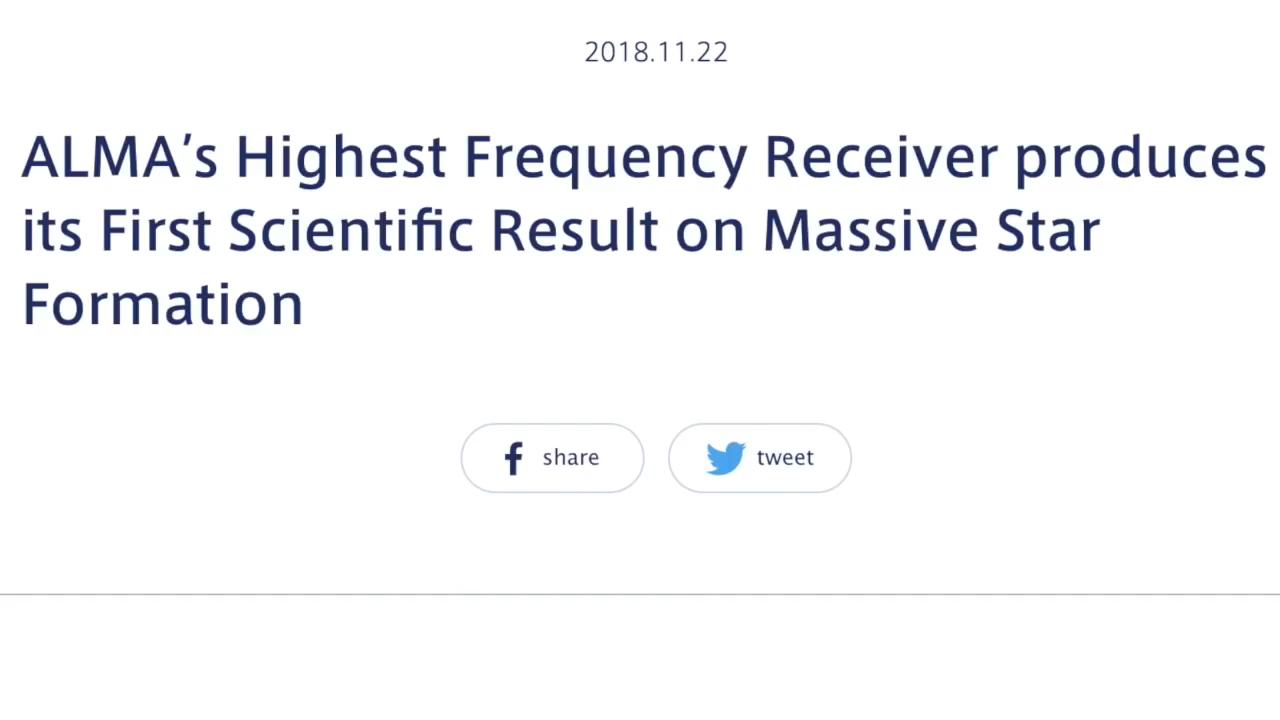 2018.11.22
ALMA’s Highest Frequency Receiver produces
its First Scientific Result on Massive Star
Formation
share
tweet